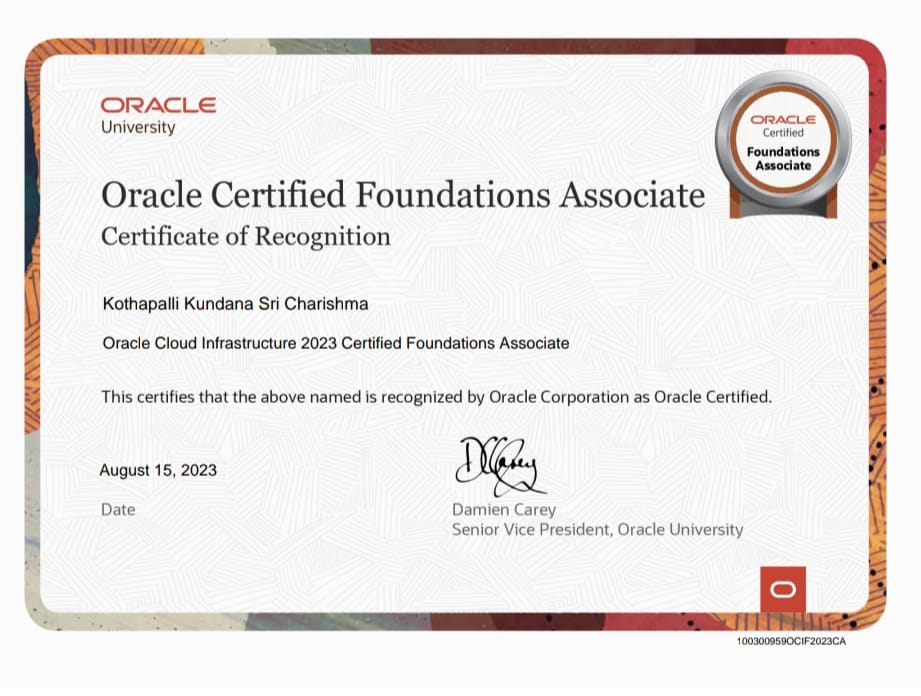 ORACLE
University
ORACLE
Certified
Foundations
Associate
Oracle Certified Foundations Associate
Certificate of Recognition
Kothapalli Kundana Sri Charishma
Oracle Cloud Infrastructure 2023 Certified Foundations Associate
This certifies that the above named is recognized by Oracle Corporation as Oracle Certified.
August 15, 2023
Date
Damien Carey
Senior Vice President, Oracle University
100300959OCIF2023CA